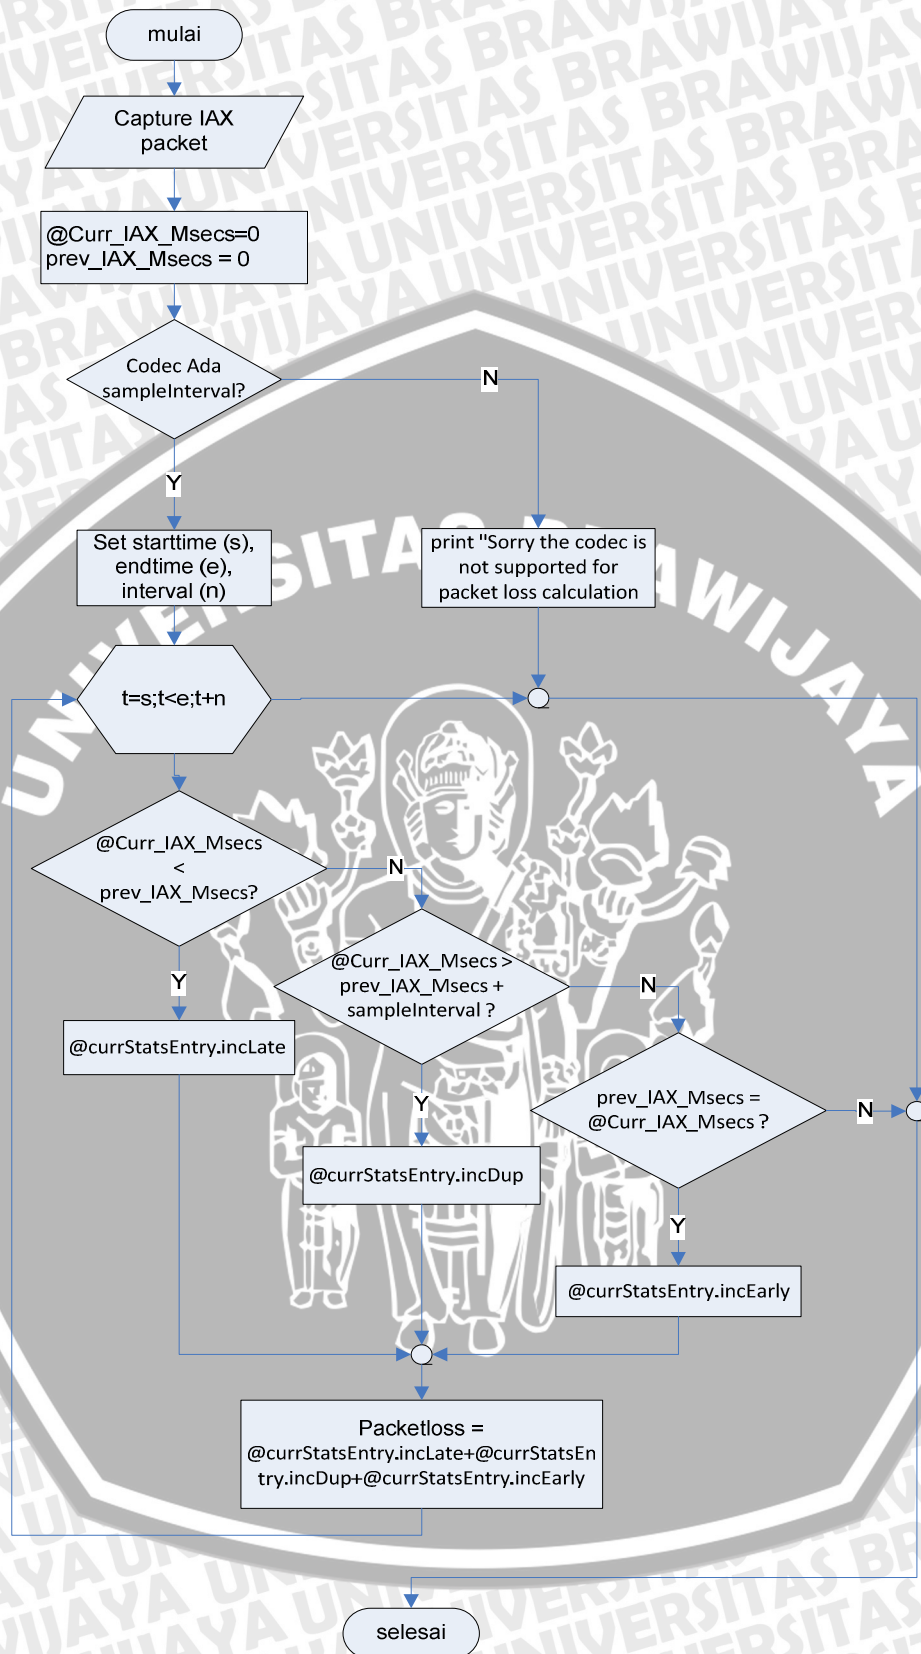 mulai
Capture IAX
packet
@Curr_IAX_Msecs=0
prev_IAX_Msecs = 0
Codec Ada
sampleInterval?
N
Y
Set starttime (s),
endtime (e),
interval (n)
print "Sorry the codec is
not supported for
packet loss calculation
t=s;t<e;t+n
@Curr_IAX_Msecs
<
prev_IAX_Msecs?
N
Y
@currStatsEntry.incLate
@Curr_IAX_Msecs >
prev_IAX_Msecs +
sampleInterval ?
N
Y
@currStatsEntry.incDup
prev_IAX_Msecs =
@Curr_IAX_Msecs ?
N
Y
@currStatsEntry.incEarly
Packetloss =
@currStatsEntry.incLate+@currStatsEn
try.incDup+@currStatsEntry.incEarly
selesai
UNIVERSITAS BRAWIJAYA